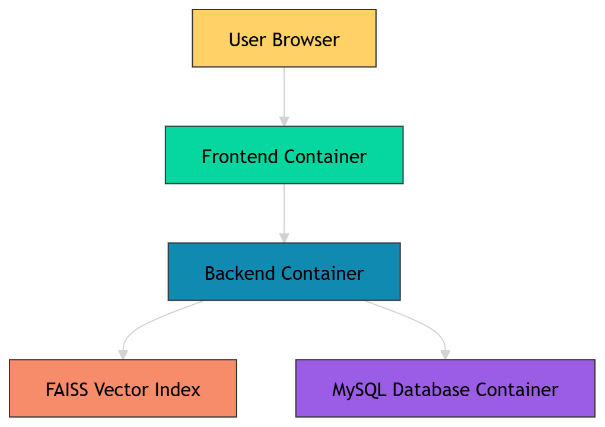 User Browser
Frontend Container
Backend Container
FAISS Vector Index
MySQL Database Container